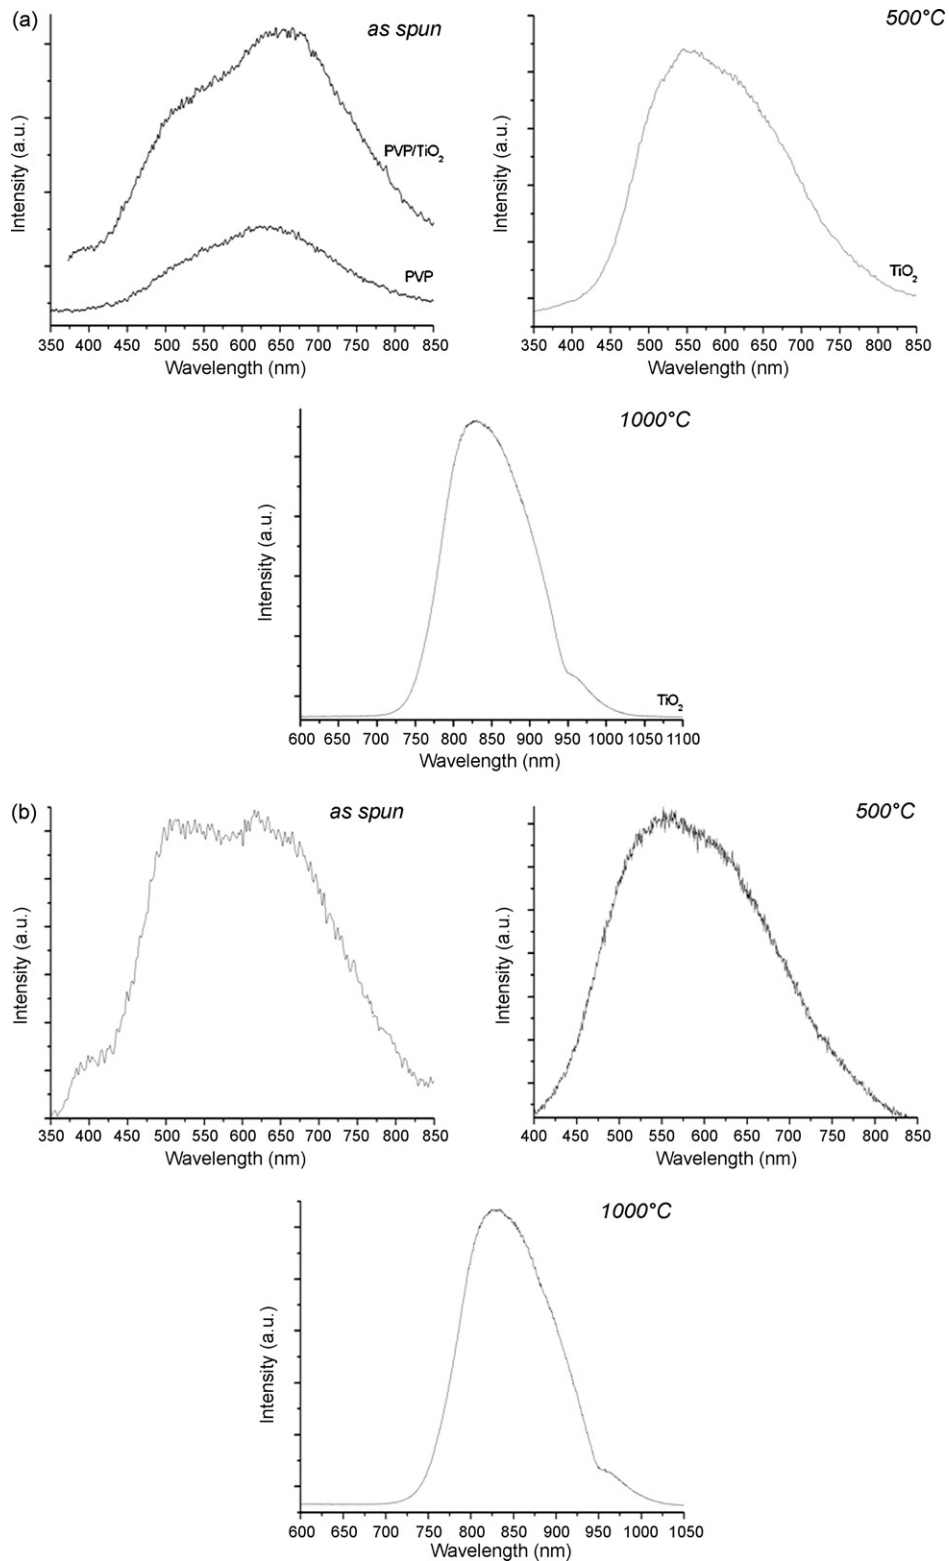 (a)
as spun
Intensity (a.u.)
PVP/TiO₂
PVP
350 400 450 500 550 600 650 700 750 800 850
Wavelength (nm)
500°C
Intensity (a.u.)
TiO₂
350 400 450 500 550 600 650 700 750 800 850
Wavelength (nm)
1000°C
Intensity (a.u.)
TiO₂
600 650 700 750 800 850 900 950 1000 1050 1100
Wavelength (nm)
(b)
as spun
Intensity (a.u.)
350 400 450 500 550 600 650 700 750 800 850
Wavelength (nm)
500°C
Intensity (a.u.)
400 450 500 550 600 650 700 750 800 850
Wavelength (nm)
1000°C
Intensity (a.u.)
600 650 700 750 800 850 900 950 1000 1050
Wavelength (nm)